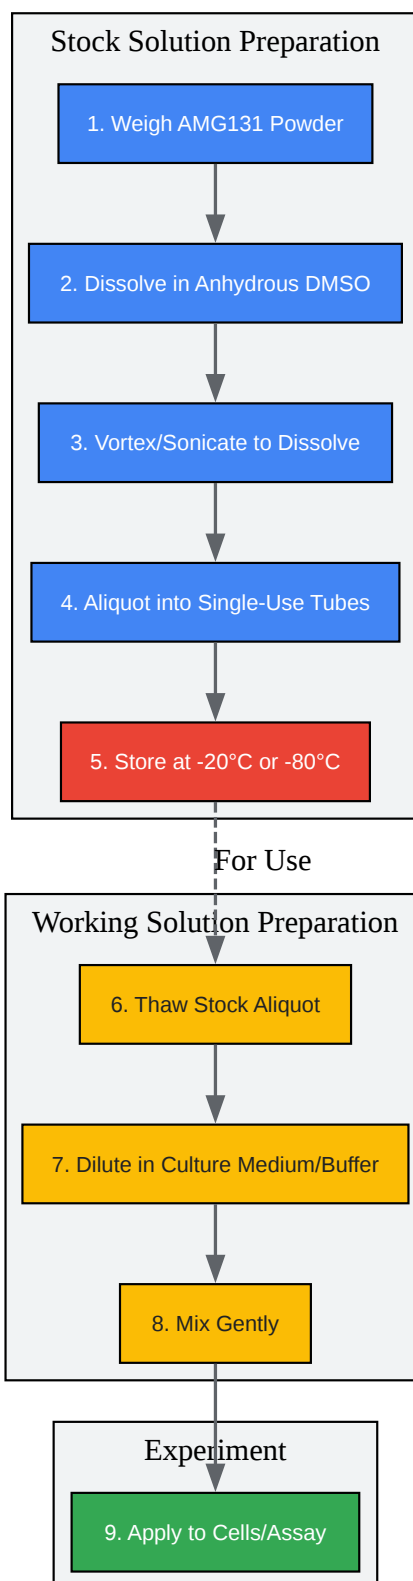 Stock Solution Preparation
1. Weigh AMG131 Powder
2. Dissolve in Anhydrous DMSO
3. Vortex/Sonicate to Dissolve
4. Aliquot into Single-Use Tubes
5. Store at -20°C or -80°C
For Use
Working Solution Preparation
6. Thaw Stock Aliquot
7. Dilute in Culture Medium/Buffer
8. Mix Gently
Experiment
9. Apply to Cells/Assay